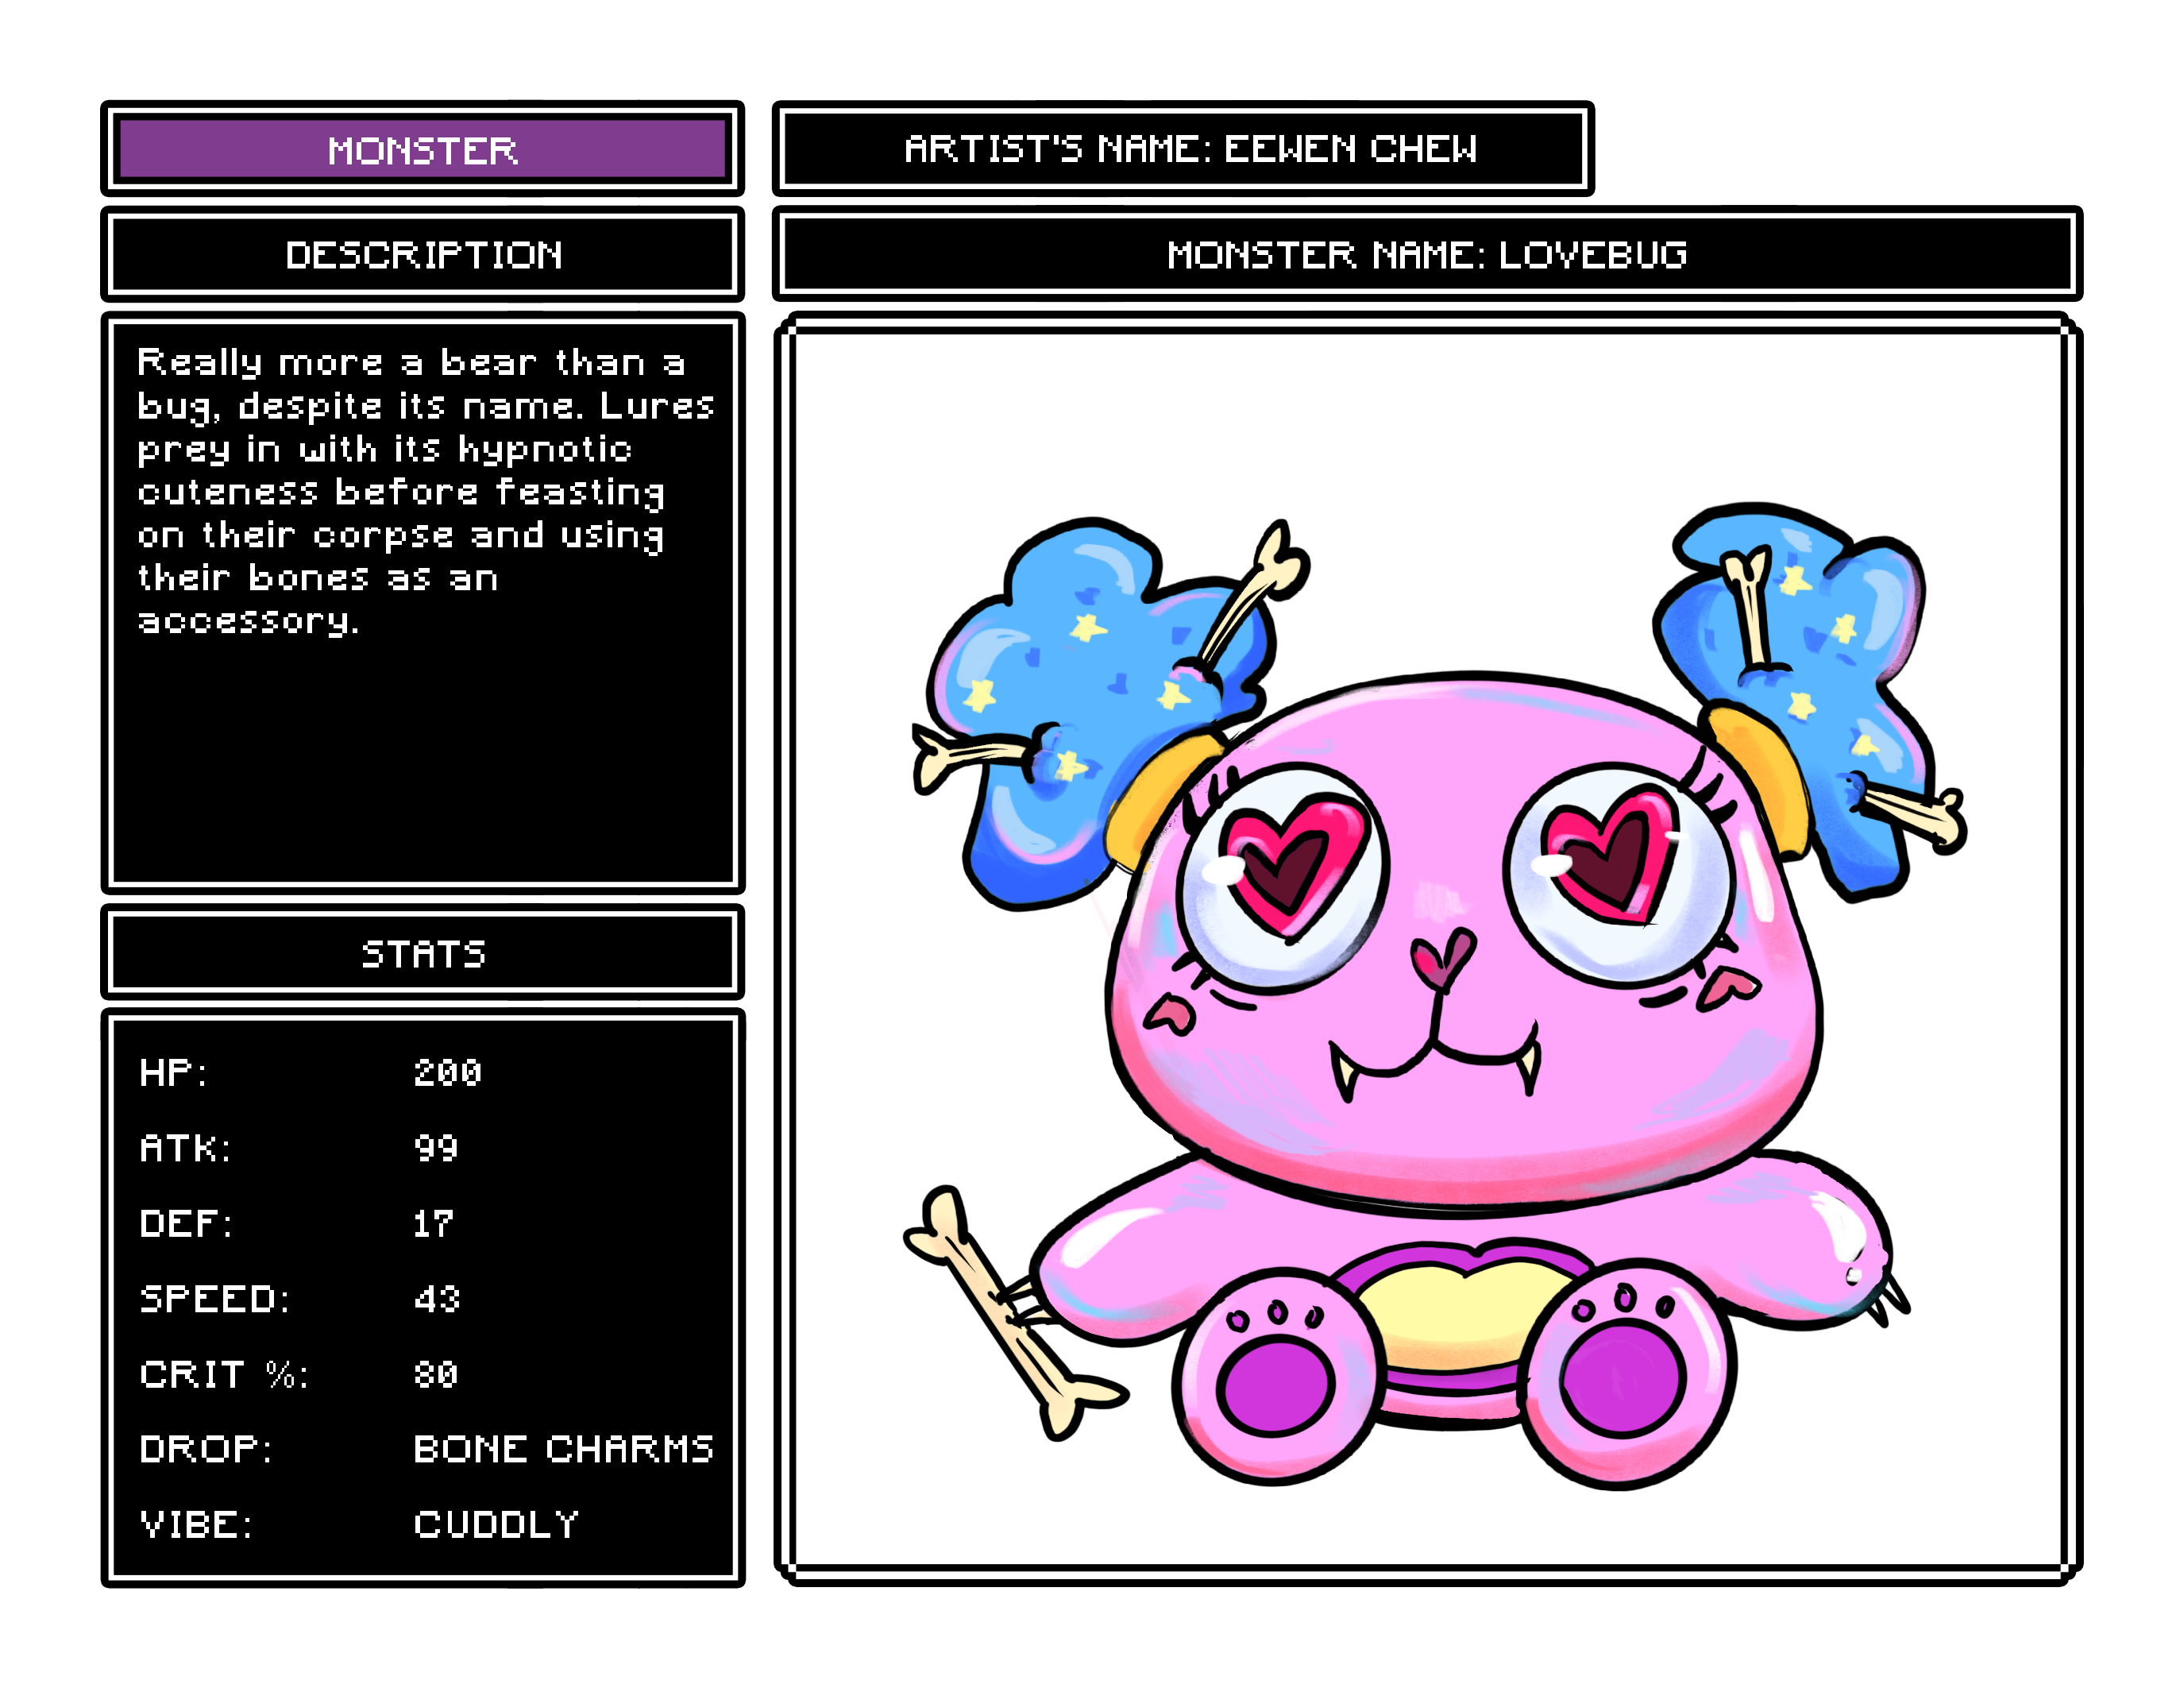 MONSTER
ARTIST'S NAME: EEWEN CHEW
DESCRIPTION
MONSTER NAME: LOVEBUG
Really more a bear than a
bug, despite its name. Lures
prey in with its hypnotic
cuteness before feasting
on their corpse and using
their bones as an
accessory.
STATS
HP: 200
ATK: 99
DEF: 17
SPEED: 43
CRIT %: 80
DROP: BONE CHARMS
VIBE: CUDDLY